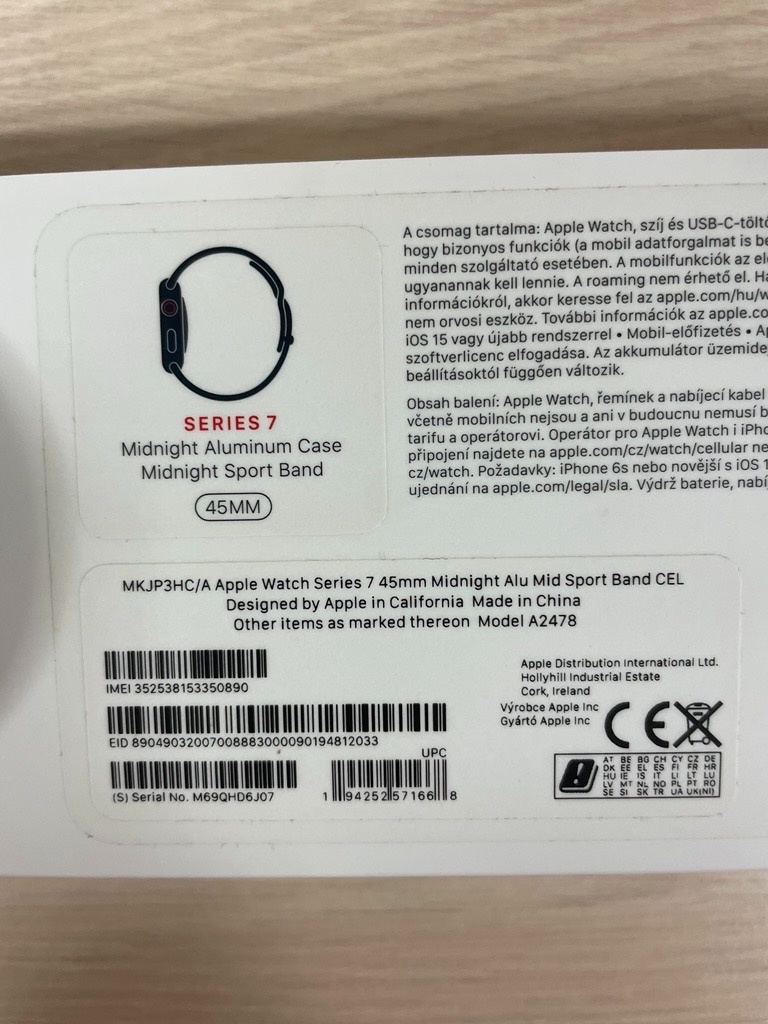 SERIES 7
Midnight Aluminum Case
Midnight Sport Band
45MM
A csomag tartalma: Apple Watch, szíj és USB-C-töltő
hogy bizonyos funkciók (a mobil adatforgalmat is be
minden szolgáltató esetében. A mobilfunkciók az el
ugyanannak kell lennie. A roaming nem érhető el. Ha
információkról, akkor keresse fel az apple.com/hu/w
nem orvosi eszköz. További információk az apple.co
iOS 15 vagy újabb rendszerrel • Mobil-előfizetés • Ap
szoftverlicenc elfogadása. Az akkumulátor üzemide
beállításoktól függően változik.
Obsah balení: Apple Watch, řemínek a nabíjecí kabel
včetně mobilních nejsou a ani v budoucnu nemusí b
tarifu a operátorovi. Operátor pro Apple Watch i iPho
připojení najdete na apple.com/cz/watch/cellular ne
cz/watch. Požadavky: iPhone 6s nebo novější s iOS 1
ujednání na apple.com/legal/sla. Výdrž baterie, nabí
MKJP3HC/A Apple Watch Series 7 45mm Midnight Alu Mid Sport Band CEL
Designed by Apple in California Made in China
Other items as marked thereon Model A2478
IMEI 352538153350890
EID 89049032007008883000090194812033
(S) Serial No. M69QHD6J07
UPC
1 94252 57166 8
Apple Distribution International Ltd.
Hollyhill Industrial Estate
Cork, Ireland
Výrobce Apple Inc
Gyártó Apple Inc
CE
AT BE BG CH CY CZ DE
DK EE EL ES FI FR HR
HU IE IS IT LI LT LU
LV MT NL NO PL PT RO
SE SI SK TR UA UK(NI)